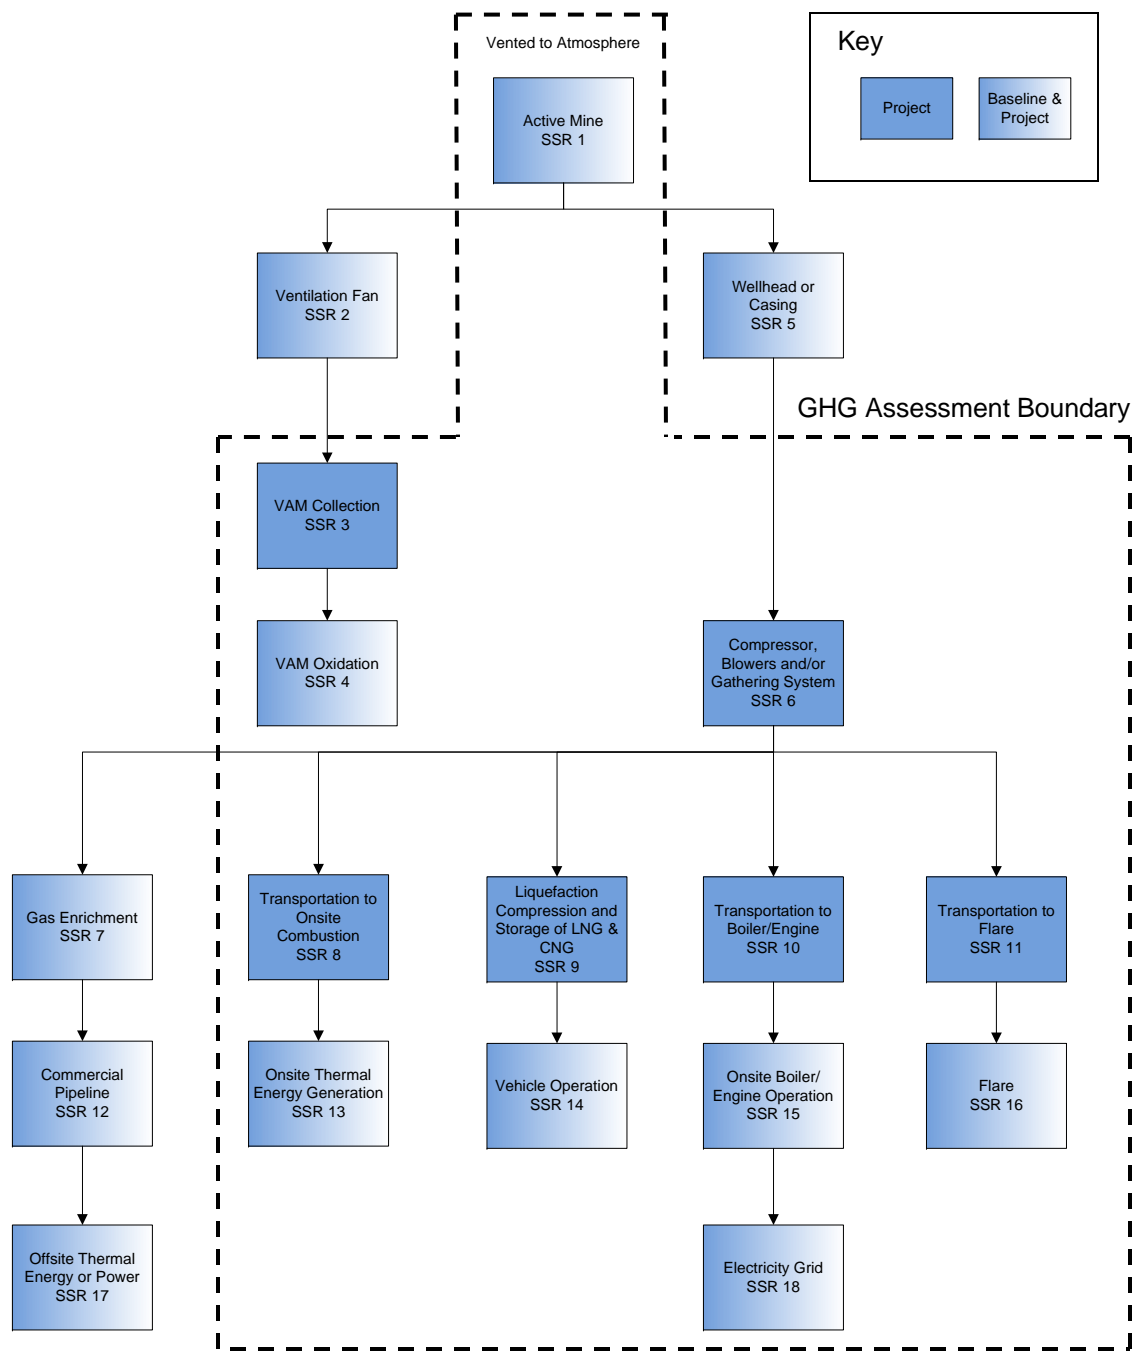 Vented to Atmosphere
Key
Project
Baseline &
Project
Active Mine
SSR 1
Ventilation Fan
SSR 2
Wellhead or
Casing
SSR 5
GHG Assessment Boundary
VAM Collection
SSR 3
VAM Oxidation
SSR 4
Compressor,
Blowers and/or
Gathering System
SSR 6
Gas Enrichment
SSR 7
Transportation to
Onsite
Combustion
SSR 8
Liquefaction
Compression and
Storage of LNG &
CNG
SSR 9
Transportation to
Boiler/Engine
SSR 10
Transportation to
Flare
SSR 11
Commercial
Pipeline
SSR 12
Onsite Thermal
Energy Generation
SSR 13
Vehicle Operation
SSR 14
Onsite Boiler/
Engine Operation
SSR 15
Flare
SSR 16
Offsite Thermal
Energy or Power
SSR 17
Electricity Grid
SSR 18